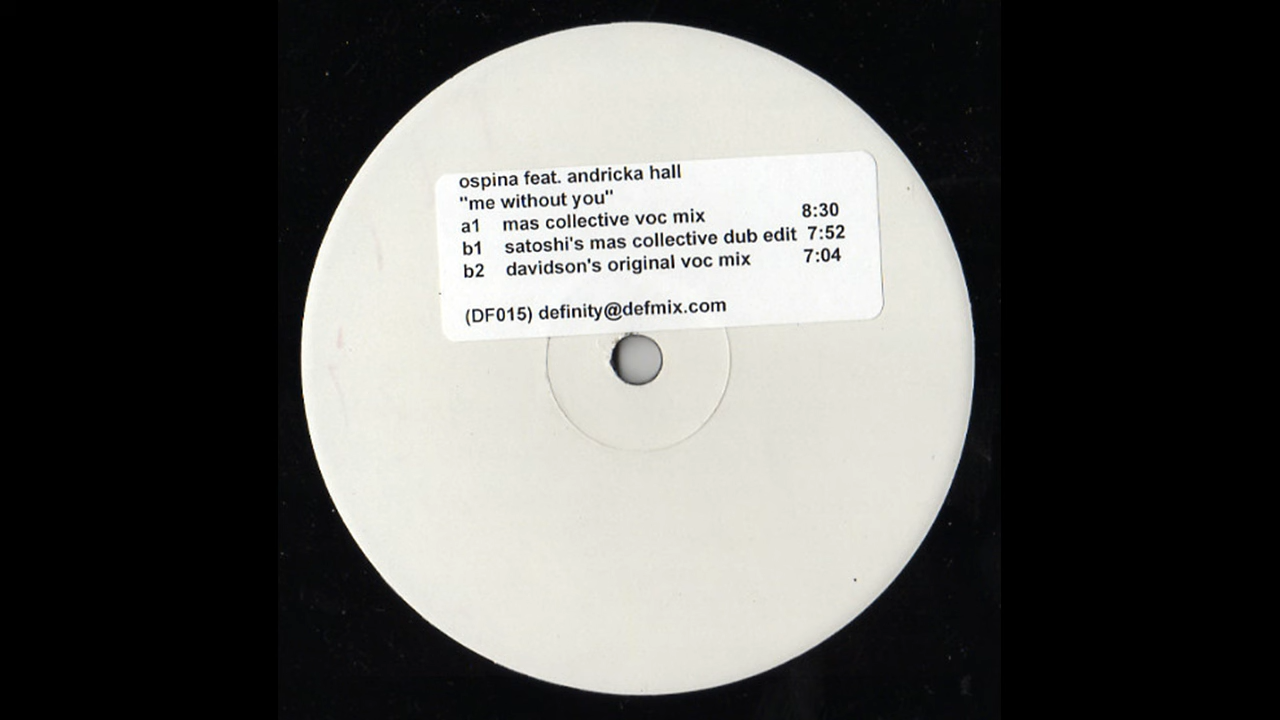 ospina feat. andricka hall
"me without you"
a1 mas collective voc mix 8:30
b1 satoshi's mas collective dub edit 7:52
b2 davidson's original voc mix 7:04
(DF015) definity@defmix.com